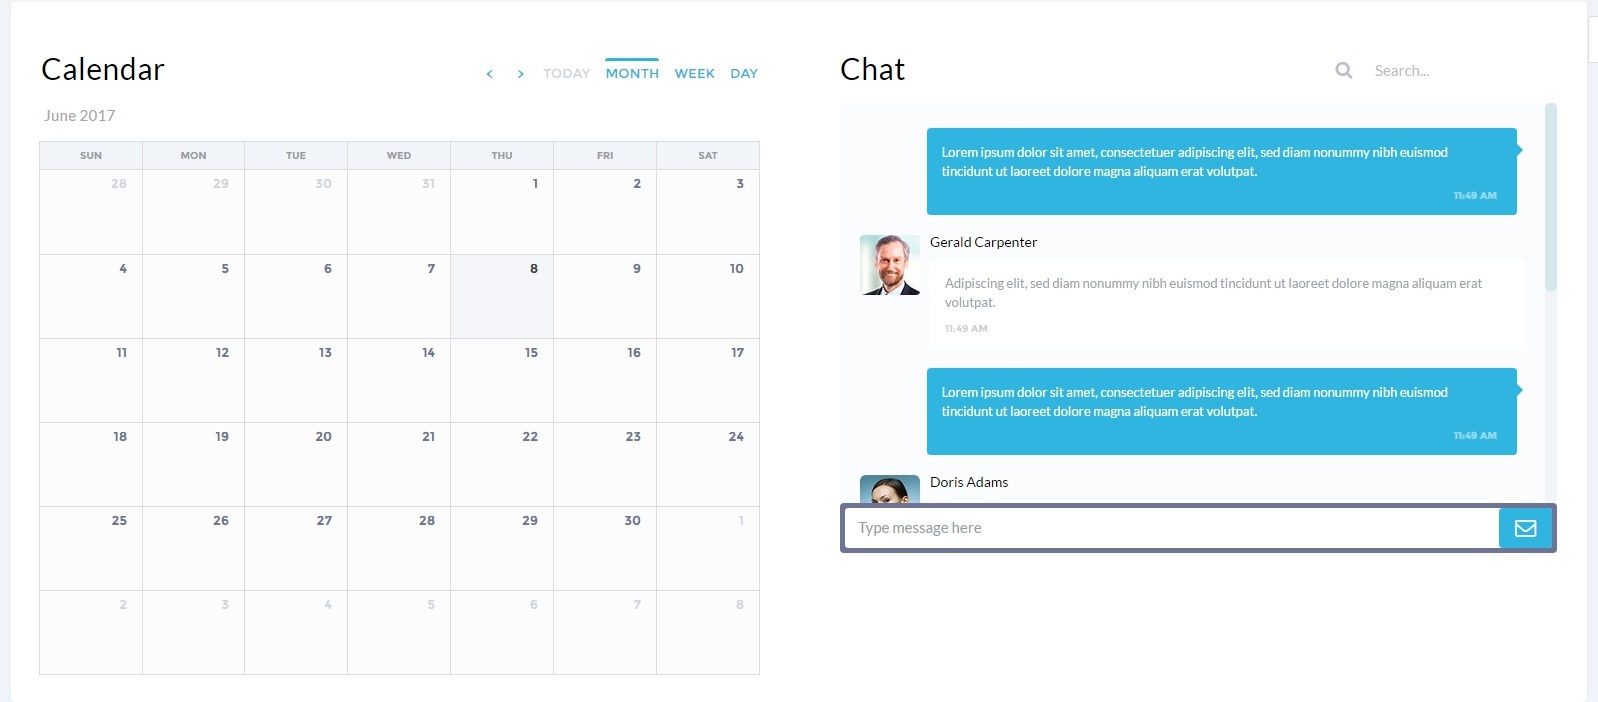 Calendar
< > TODAY MONTH WEEK DAY
June 2017
SUN MON TUE WED THU FRI SAT
28 29 30 31 1 2 3
4 5 6 7 8 9 10
11 12 13 14 15 16 17
18 19 20 21 22 23 24
25 26 27 28 29 30 1
2 3 4 5 6 7 8
Chat
Search...
Lorem ipsum dolor sit amet, consectetuer adipiscing elit, sed diam nonummy nibh euismod
tincidunt ut laoreet dolore magna aliquam erat volutpat.
11:49 AM
Gerald Carpenter
Adipiscing elit, sed diam nonummy nibh euismod tincidunt ut laoreet dolore magna aliquam erat
volutpat.
11:49 AM
Lorem ipsum dolor sit amet, consectetuer adipiscing elit, sed diam nonummy nibh euismod
tincidunt ut laoreet dolore magna aliquam erat volutpat.
11:49 AM
Doris Adams
Type message here